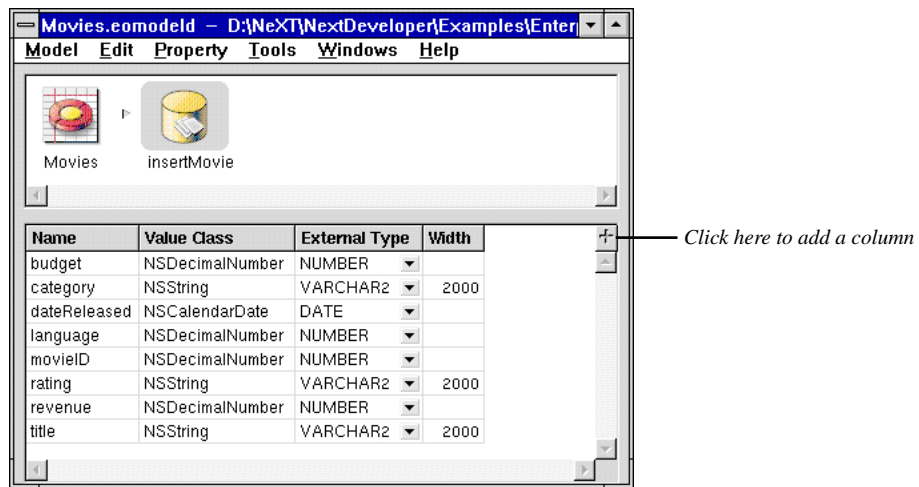 Movies.eomodeld – D:\NeXT\NextDeveloper\Examples\Enter
Model Edit Property Tools Windows Help
Movies insertMovie
Name Value Class External Type Width
Click here to add a column
budget NSDecimalNumber NUMBER
category NSString VARCHAR2 2000
dateReleased NSCalendarDate DATE
language NSDecimalNumber NUMBER
movieID NSDecimalNumber NUMBER
rating NSString VARCHAR2 2000
revenue NSDecimalNumber NUMBER
title NSString VARCHAR2 2000